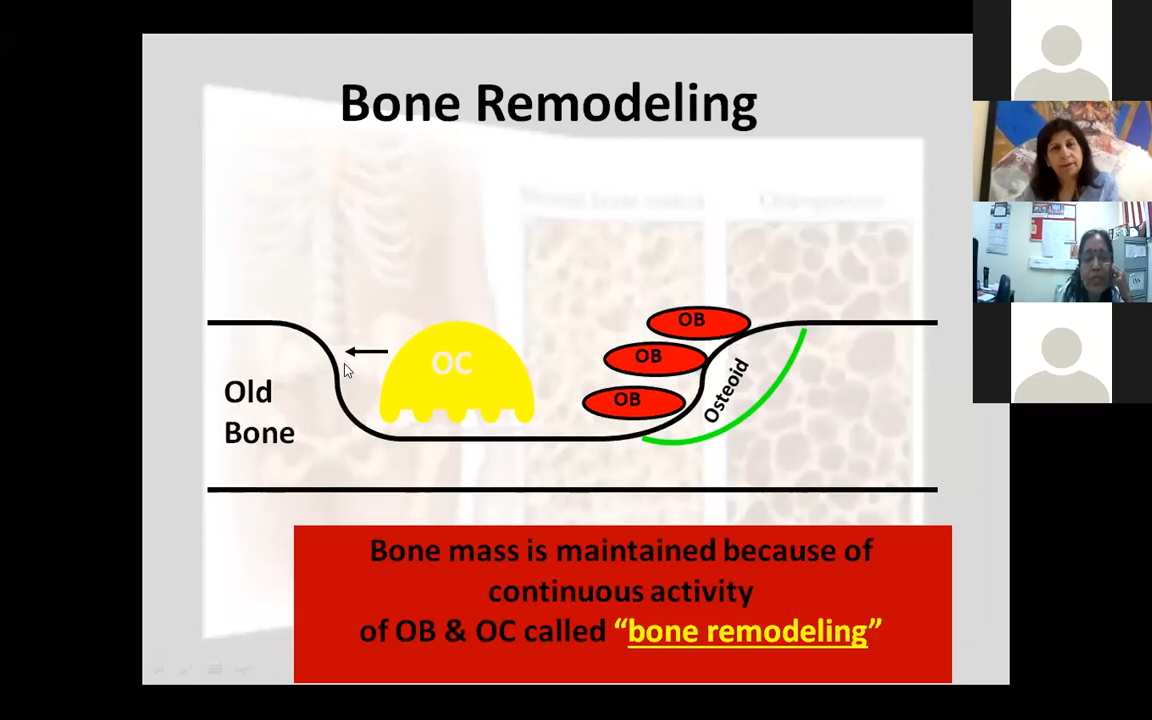 Bone Remodeling
OB
OC
OB
Old
Bone
OB
Osteoid
Bone mass is maintained because of
continuous activity
of OB & OC called “bone remodeling”